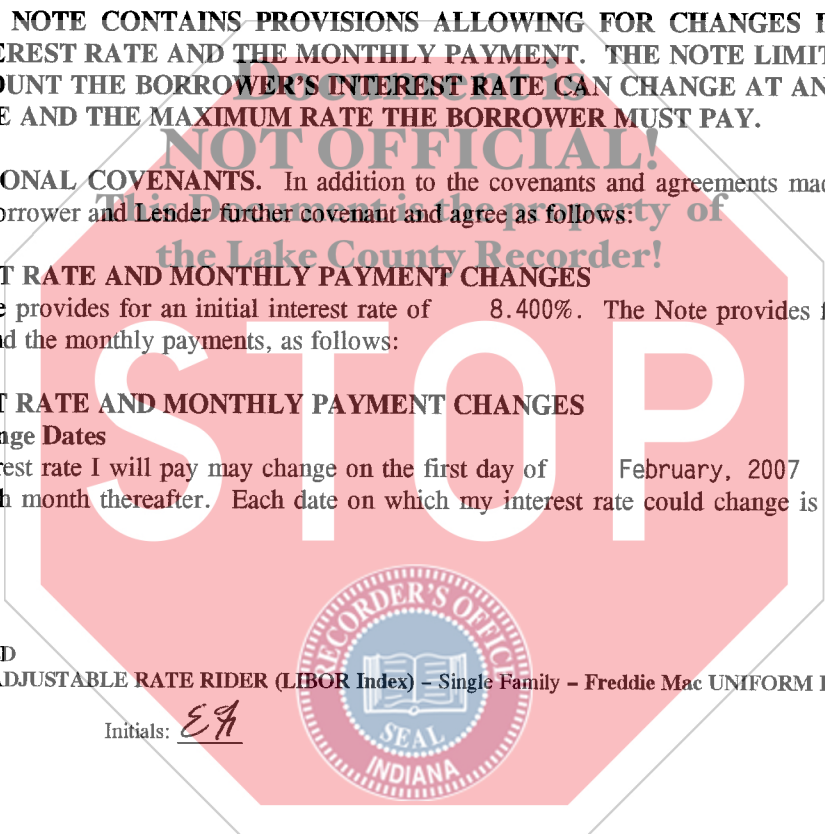 NOTE CONTAINS PROVISIONS ALLOWING FOR CHANGES I
EREST RATE AND THE MONTHLY PAYMENT. THE NOTE LIMIT
OUNT THE BORROWER'S INTEREST RATE CAN CHANGE AT AN
E AND THE MAXIMUM RATE THE BORROWER MUST PAY.
Document is
NOT OFFICIAL!
This Document is the property of
the Lake County Recorder!
ONAL COVENANTS. In addition to the covenants and agreements mad
orrower and Lender further covenant and agree as follows:
T RATE AND MONTHLY PAYMENT CHANGES
e provides for an initial interest rate of 8.400%. The Note provides f
nd the monthly payments, as follows:
STOP
T RATE AND MONTHLY PAYMENT CHANGES
nge Dates
rest rate I will pay may change on the first day of February, 2007
h month thereafter. Each date on which my interest rate could change is
D
ADJUSTABLE RATE RIDER (LIBOR Index) – Single Family – Freddie Mac UNIFORM I
Initials: EH
RECORDER'S OFFICE
SEAL
INDIANA